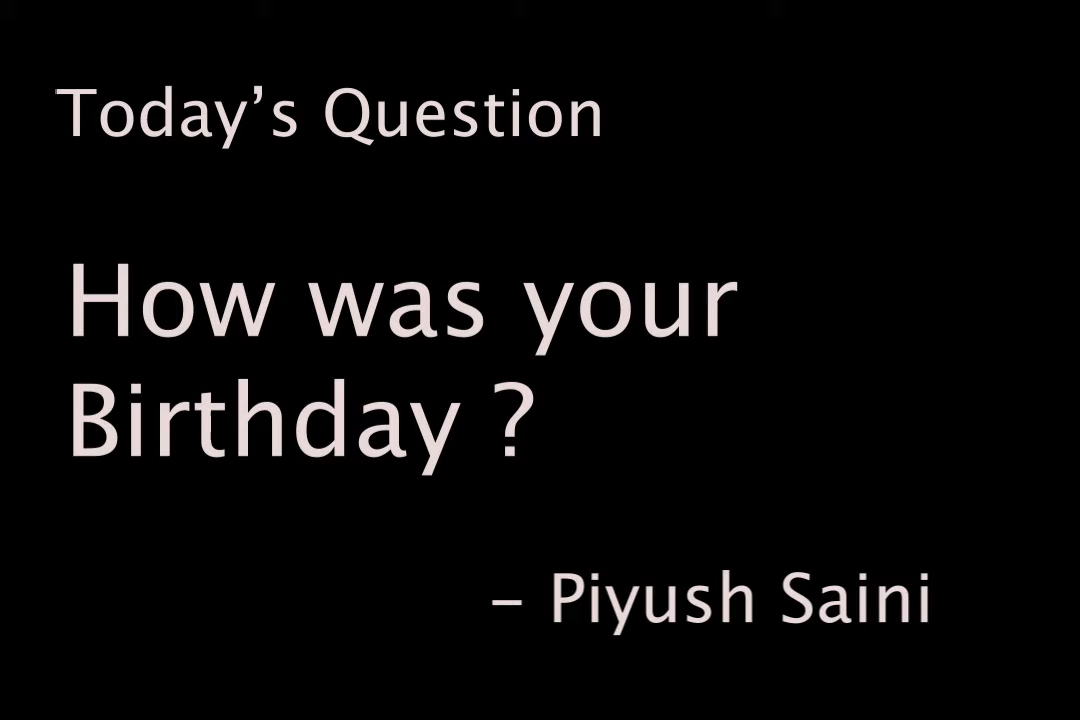 Today’s Question
How was your
Birthday ?
– Piyush Saini